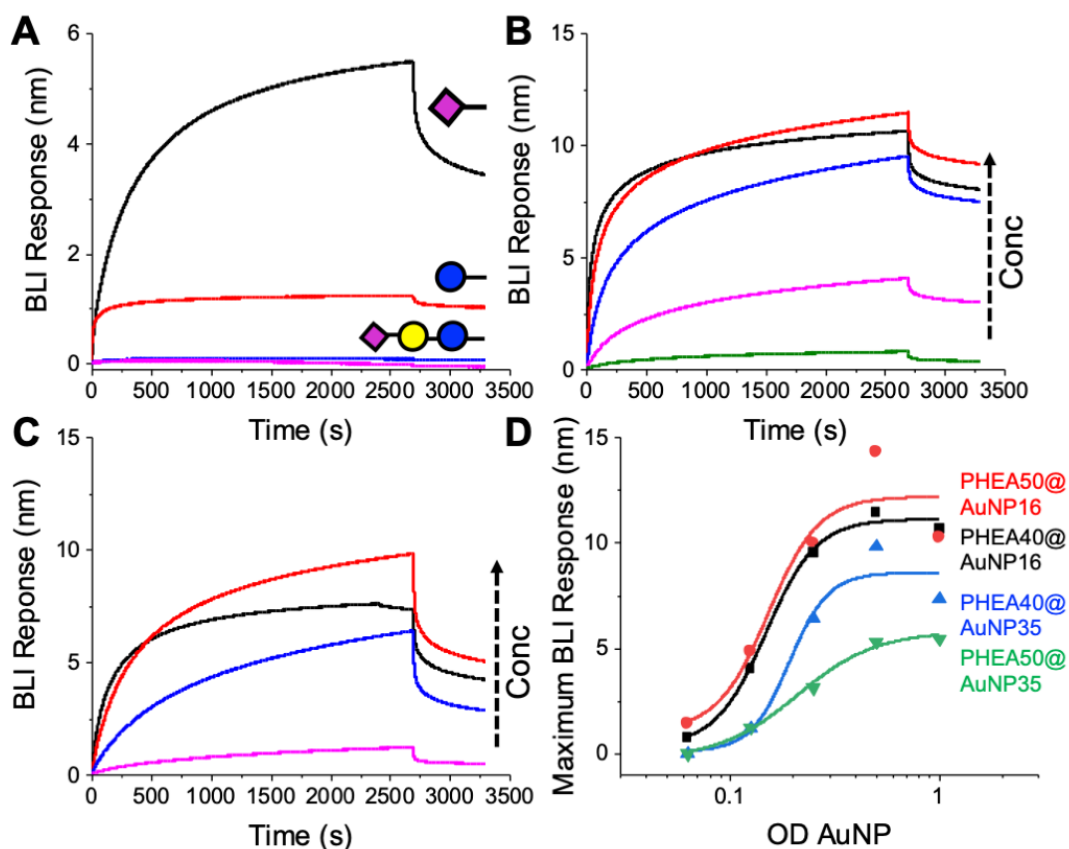 A
BLI Response (nm)
6
4
2
0
0 500 1000 1500 2000 2500 3000 3500
Time (s)
B
BLI Reponse (nm)
15
10
5
0
0 500 1000 1500 2000 2500 3000 3500
Time (s)
Conc
C
BLI Reponse (nm)
15
10
5
0
0 500 1000 1500 2000 2500 3000 3500
Time (s)
Conc
D
Maximum BLI Response (nm)
15
10
5
0
0.1 1
OD AuNP
PHEA50@
AuNP16
PHEA40@
AuNP16
PHEA40@
AuNP35
PHEA50@
AuNP35